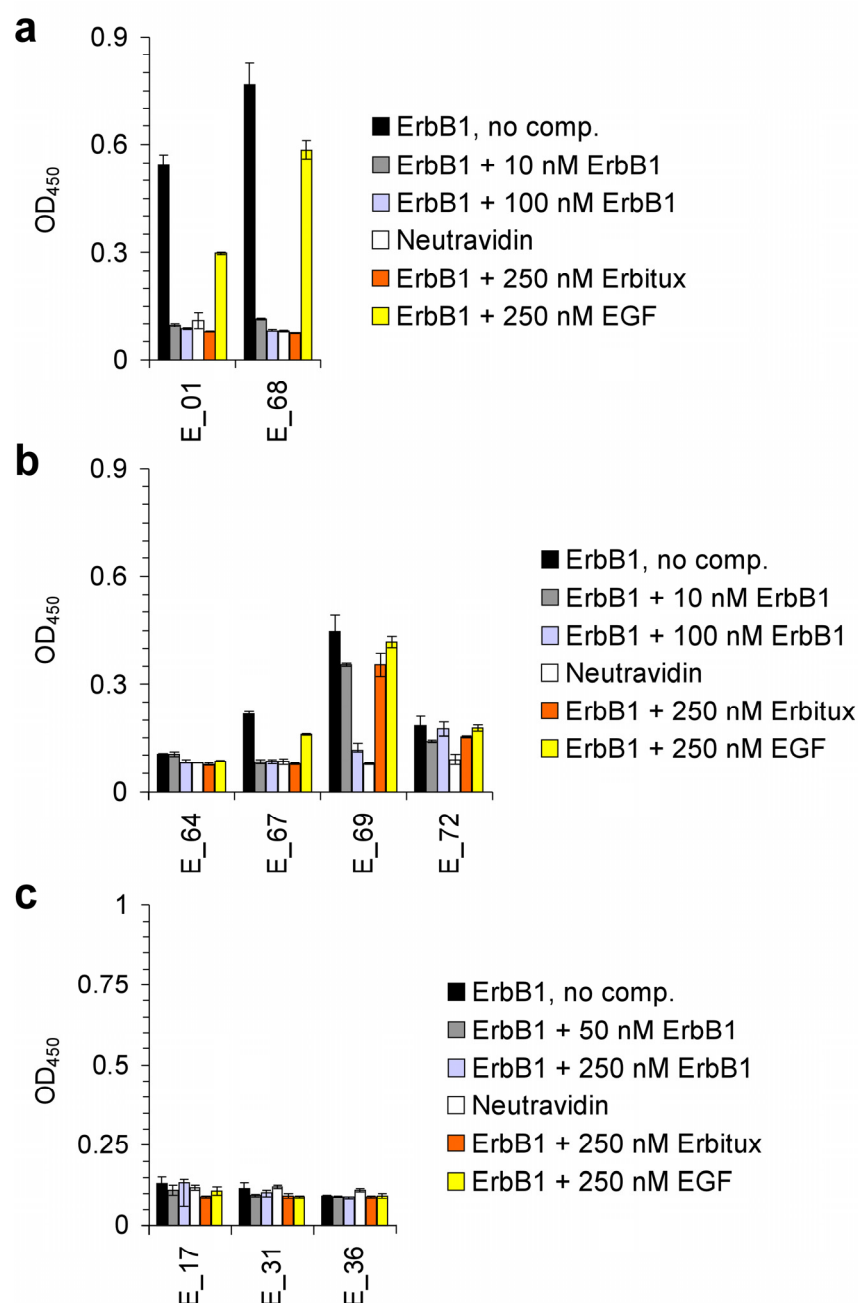 a
0.9
0.6
0.3
0
OD450
E_01
E_68
ErbB1, no comp.
ErbB1 + 10 nM ErbB1
ErbB1 + 100 nM ErbB1
Neutravidin
ErbB1 + 250 nM Erbitux
ErbB1 + 250 nM EGF
b
0.9
0.6
0.3
0
OD450
E_64
E_67
E_69
E_72
ErbB1, no comp.
ErbB1 + 10 nM ErbB1
ErbB1 + 100 nM ErbB1
Neutravidin
ErbB1 + 250 nM Erbitux
ErbB1 + 250 nM EGF
c
1
0.75
0.5
0.25
0
OD450
E_17
E_31
E_36
ErbB1, no comp.
ErbB1 + 50 nM ErbB1
ErbB1 + 250 nM ErbB1
Neutravidin
ErbB1 + 250 nM Erbitux
ErbB1 + 250 nM EGF